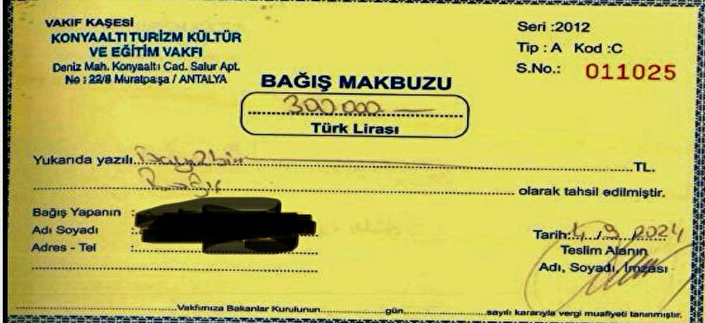 VAKIF KAŞESİ
KONYAALTI TURİZM KÜLTÜR
VE EĞİTİM VAKFI
Deniz Mah. Konyaaltı Cad. Salur Apt.
No : 22/8 Muratpaşa / ANTALYA
Seri :2012
Tip : A Kod :C
S.No.: 011025
BAĞIŞ MAKBUZU
300.000
Türk Lirası
Yukarıda yazılı TL.
olarak tahsil edilmiştir.
Bağış Yapanın :
Adı Soyadı :
Adres - Tel :
Tarih: 4/9/2024
Teslim Alanın
Adı, Soyadı, İmzası
Vakfımıza Bakanlar Kurulunun gün, sayılı kararıyla vergi muafiyeti tanınmıştır.